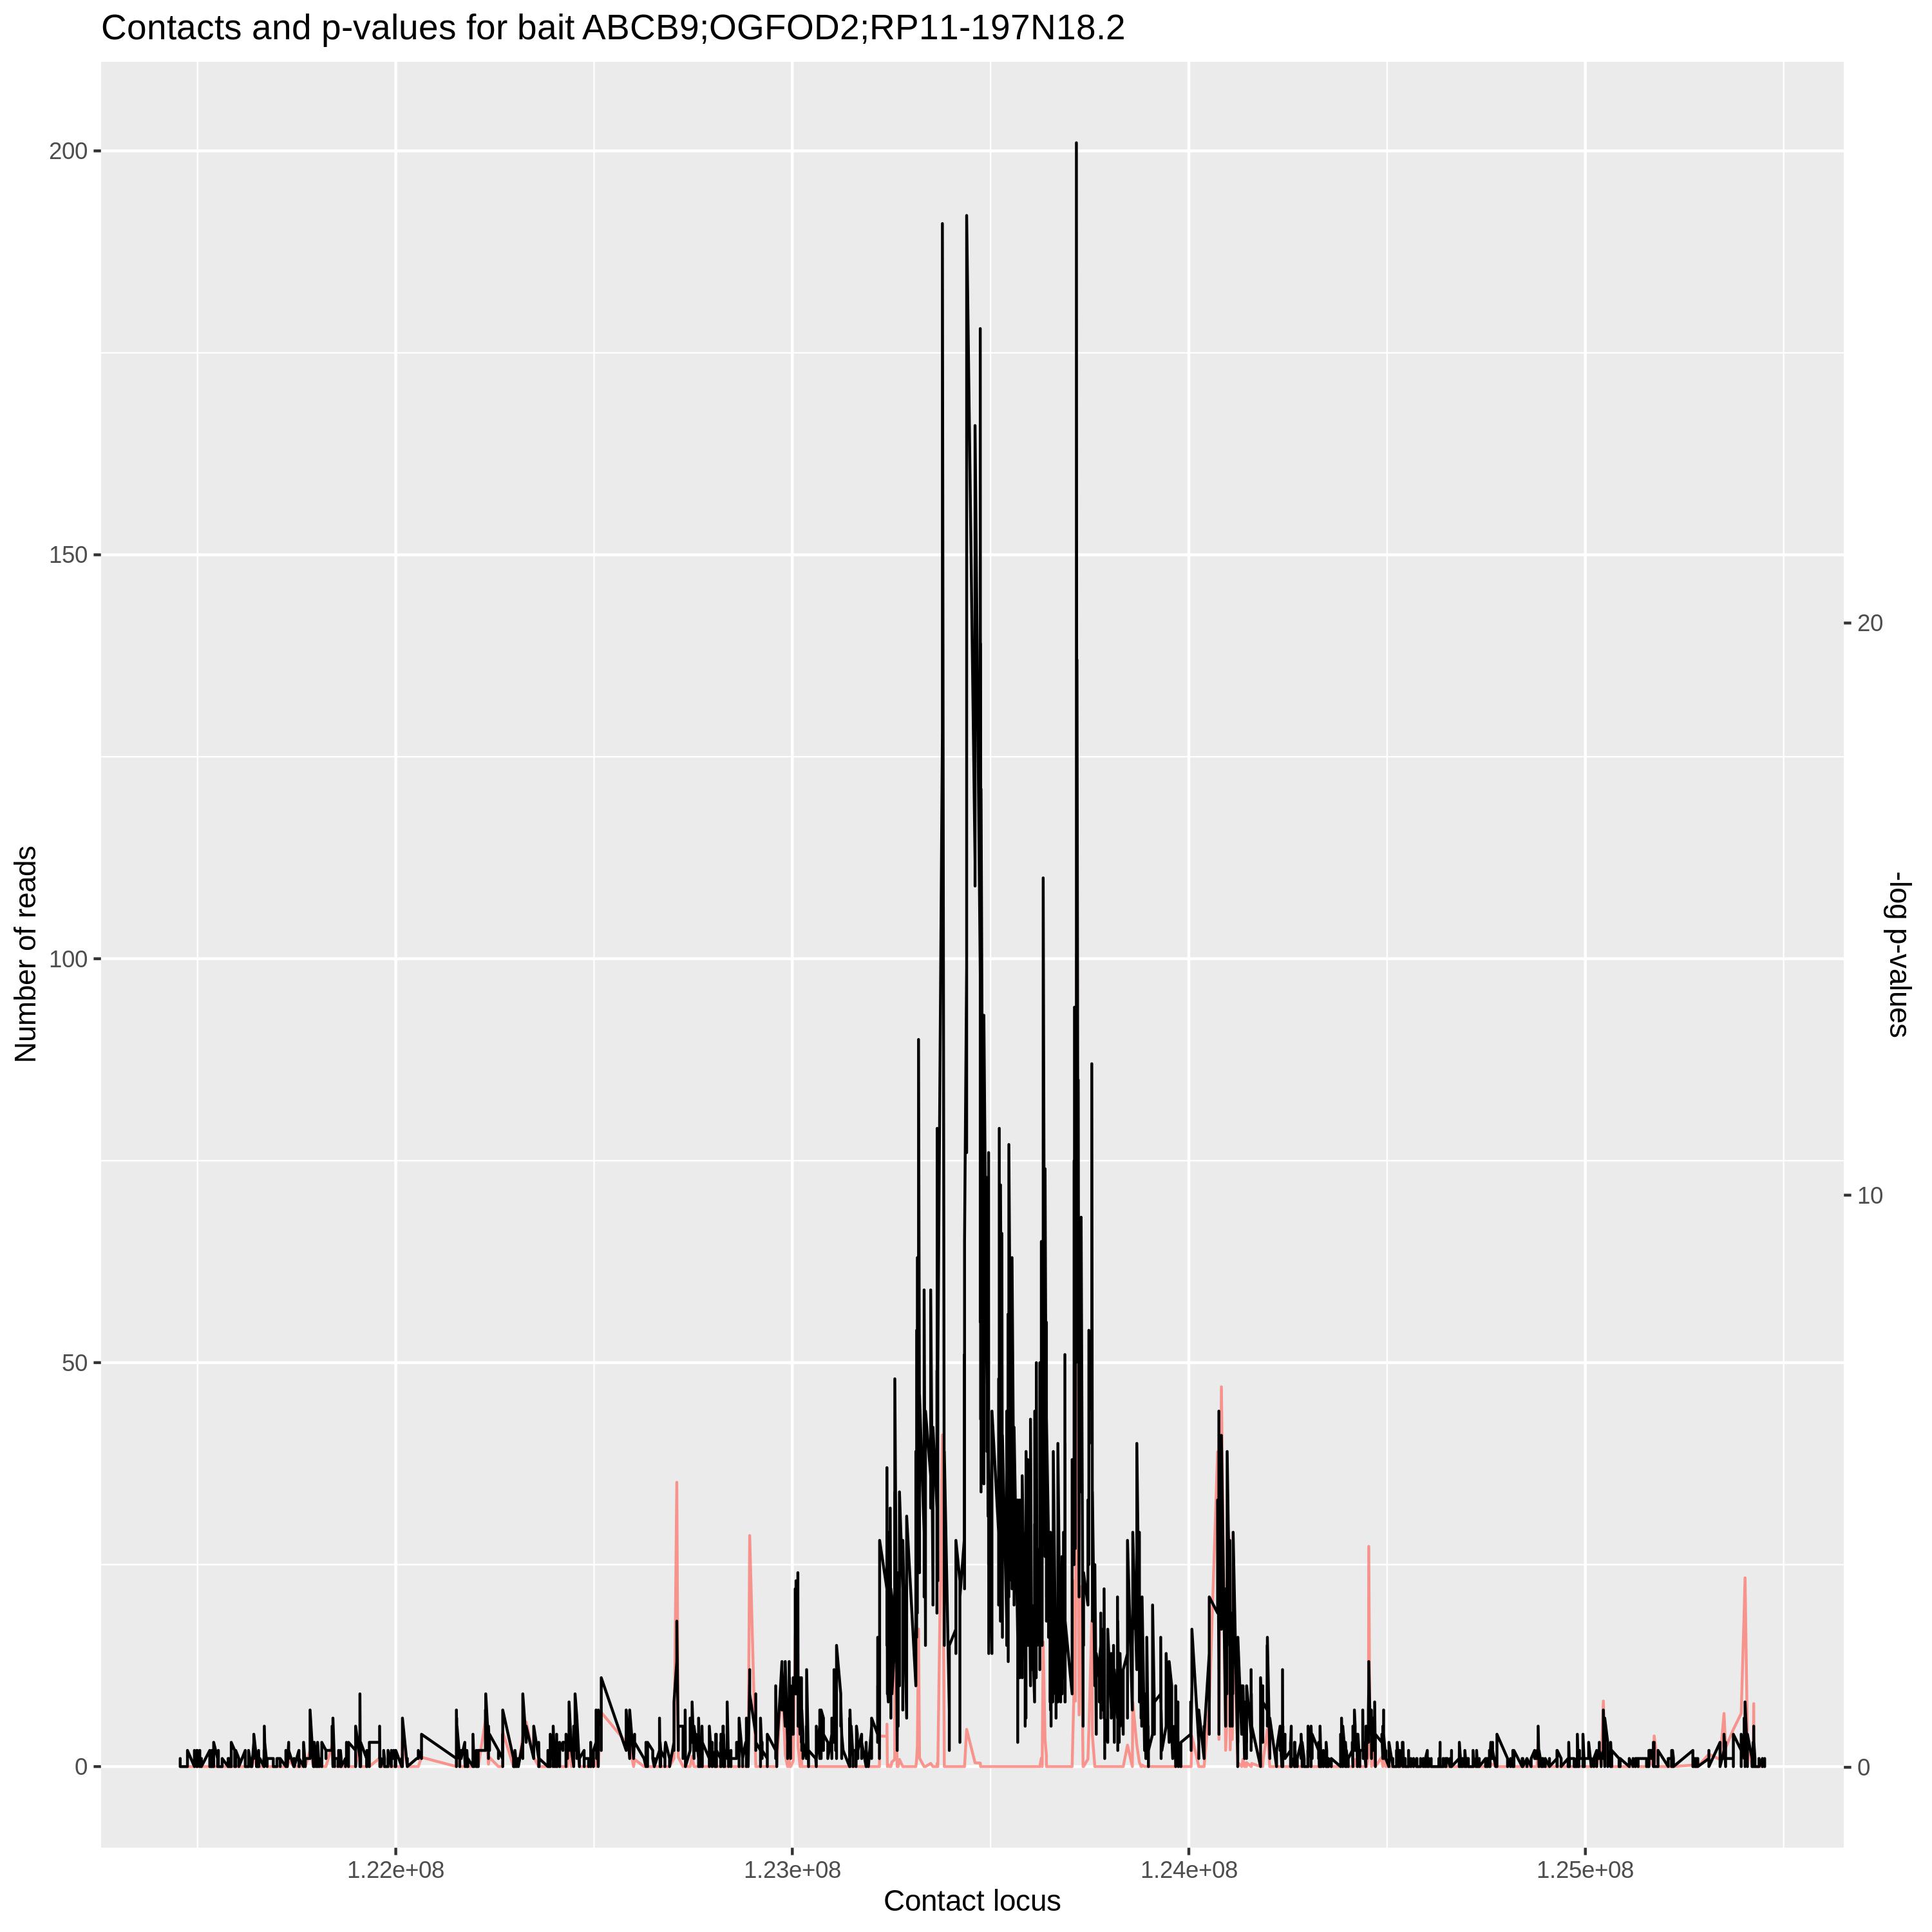 Contacts and p-values for bait ABCB9;OGFOD2;RP11-197N18.2
200
150
100
50
0
Number of reads
20
10
0
-log p-values
1.22e+08 1.23e+08 1.24e+08 1.25e+08
Contact locus